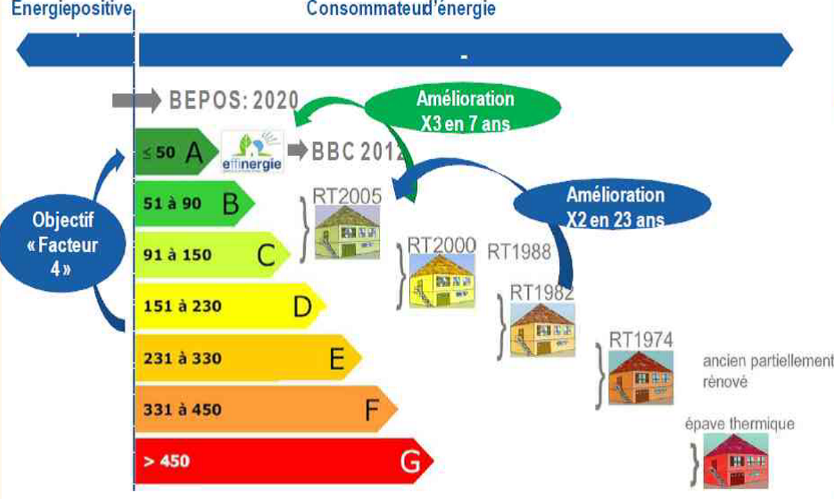 Energiepositive
Consommateurd'énergie
-
BEPOS: 2020
Amélioration
X3 en 7 ans
≤ 50 A
effinergie
BBC 2012
51 à 90 B
RT2005
Amélioration
X2 en 23 ans
Objectif
« Facteur
4 »
91 à 150 C
RT2000
RT1988
151 à 230 D
RT1982
231 à 330 E
RT1974
ancien partiellement
rénové
331 à 450 F
épave thermique
> 450 G